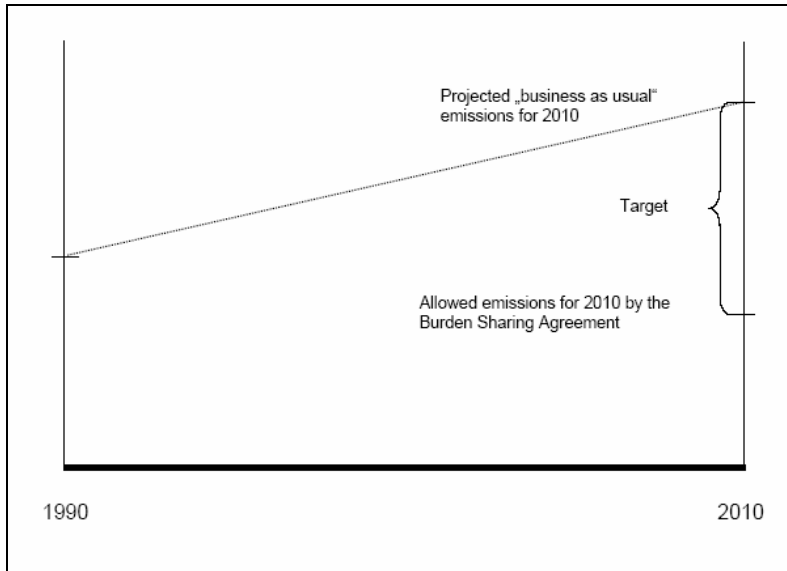 Projected „business as usual“
emissions for 2010
Target
Allowed emissions for 2010 by the
Burden Sharing Agreement
1990
2010